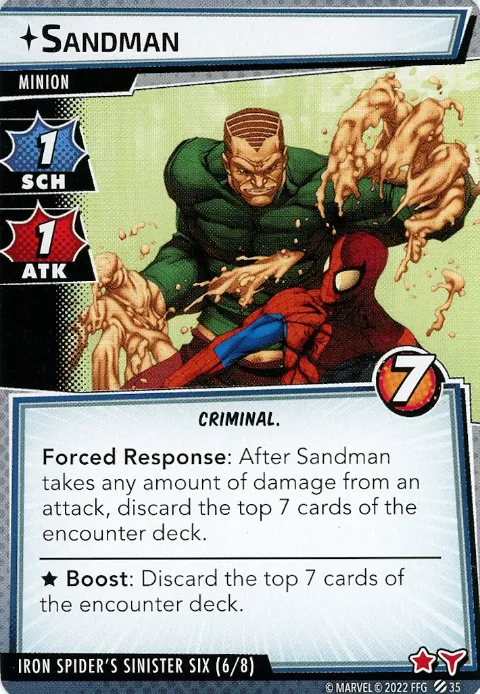 SANDMAN
MINION
1
SCH
1
ATK
7
CRIMINAL.
Forced Response: After Sandman
takes any amount of damage from an
attack, discard the top 7 cards of the
encounter deck.
★ Boost: Discard the top 7 cards of
the encounter deck.
IRON SPIDER'S SINISTER SIX (6/8)
© MARVEL © 2022 FFG 35